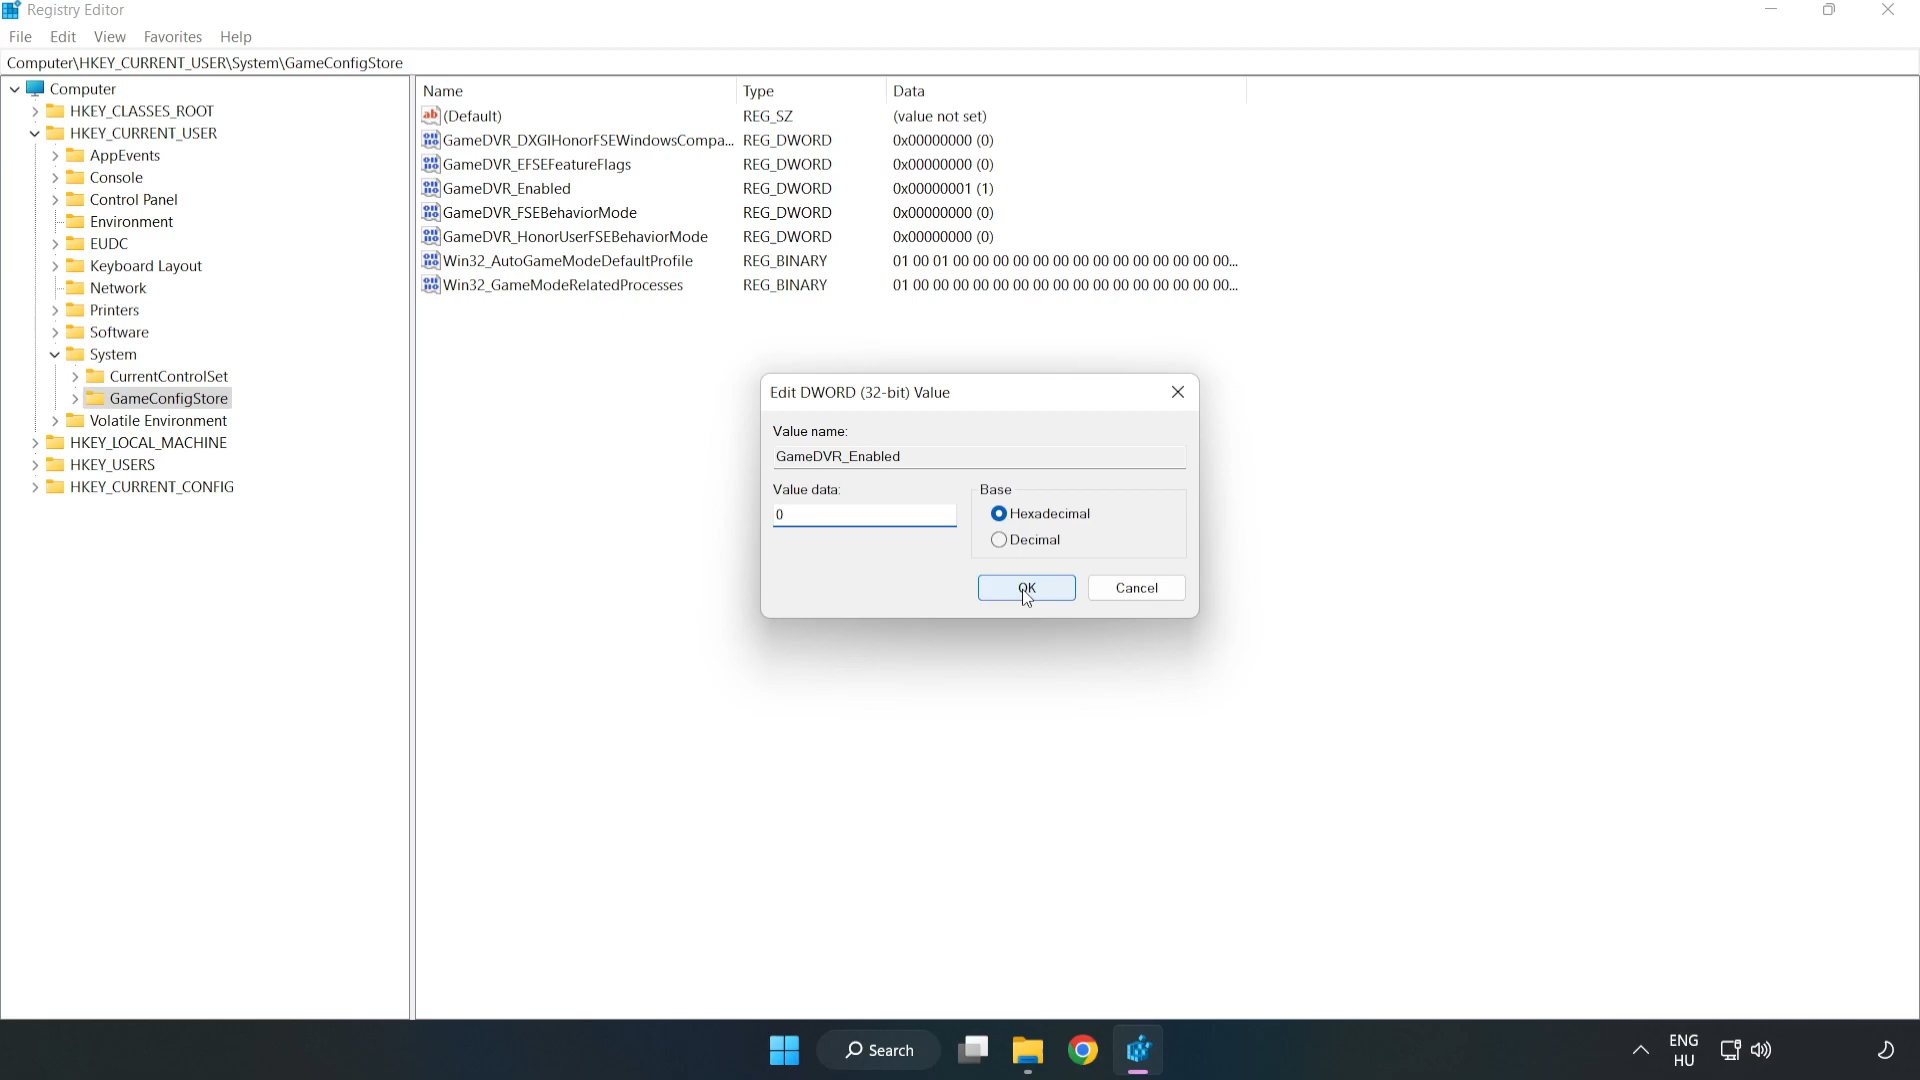 Registry Editor
File Edit View Favorites Help
Computer\HKEY_CURRENT_USER\System\GameConfigStore
Computer
HKEY_CLASSES_ROOT
HKEY_CURRENT_USER
AppEvents
Console
Control Panel
Environment
EUDC
Keyboard Layout
Network
Printers
Software
System
CurrentControlSet
GameConfigStore
Volatile Environment
HKEY_LOCAL_MACHINE
HKEY_USERS
HKEY_CURRENT_CONFIG
Name Type Data
(Default) REG_SZ (value not set)
GameDVR_DXGIHonorFSEWindowsCompa... REG_DWORD 0x00000000 (0)
GameDVR_EFSEFeatureFlags REG_DWORD 0x00000000 (0)
GameDVR_Enabled REG_DWORD 0x00000001 (1)
GameDVR_FSEBehaviorMode REG_DWORD 0x00000000 (0)
GameDVR_HonorUserFSEBehaviorMode REG_DWORD 0x00000000 (0)
Win32_AutoGameModeDefaultProfile REG_BINARY 01 00 01 00 00 00 00 00 00 00 00 00 00 00 00 00 00...
Win32_GameModeRelatedProcesses REG_BINARY 01 00 00 00 00 00 00 00 00 00 00 00 00 00 00 00 00...
Edit DWORD (32-bit) Value
Value name:
GameDVR_Enabled
Value data:
0
Base
Hexadecimal
Decimal
OK Cancel
Search
ENG
HU